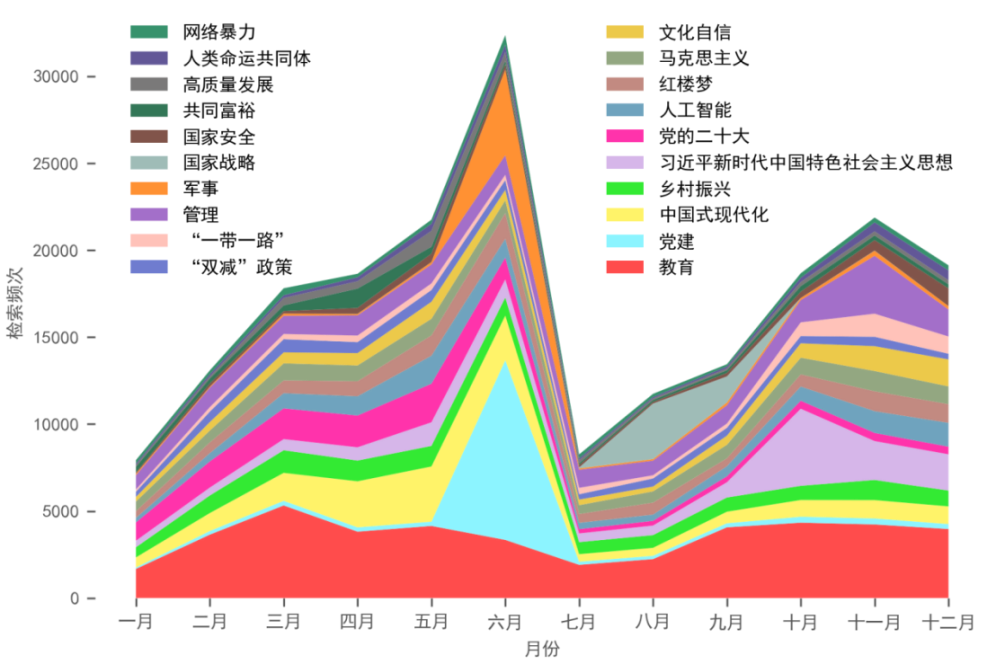 网络暴力
人类命运共同体
高质量发展
共同富裕
国家安全
国家战略
军事
管理
“一带一路”
“双减”政策
文化自信
马克思主义
红楼梦
人工智能
党的二十大
习近平新时代中国特色社会主义思想
乡村振兴
中国式现代化
党建
教育
检索频次
30000
25000
20000
15000
10000
5000
0
一月 二月 三月 四月 五月 六月 七月 八月 九月 十月 十一月 十二月
月份